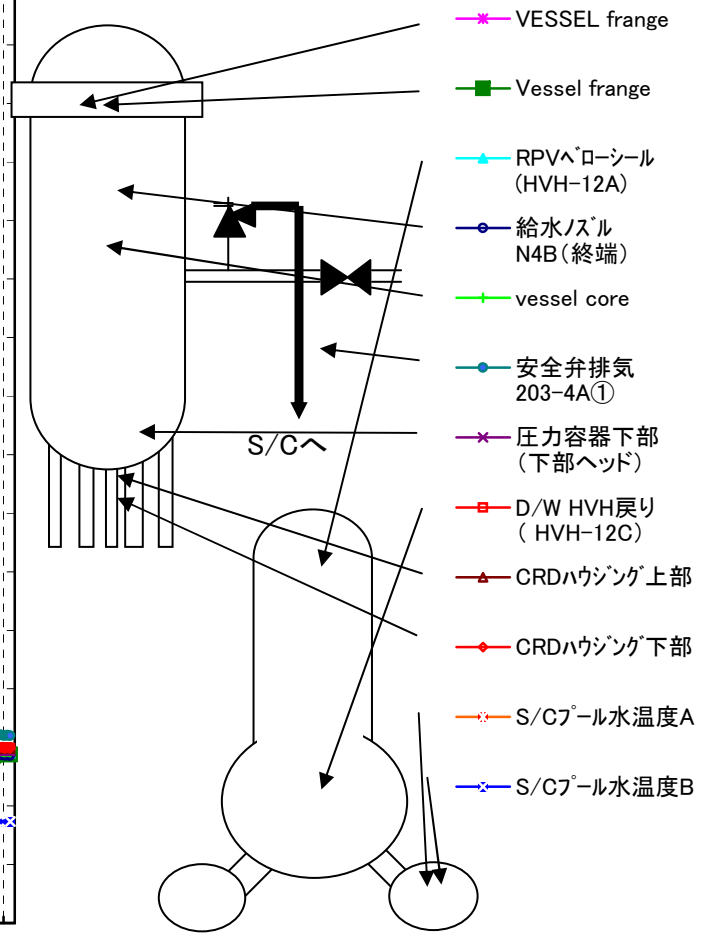 VESSEL frange
Vessel frange
RPVベローシール
(HVH-12A)
給水ノズル
N4B(終端)
vessel core
安全弁排気
203-4A①
S/Cへ
圧力容器下部
(下部ヘッド)
D/W HVH戻り
( HVH-12C)
CRDハウジング上部
CRDハウジング下部
S/Cプール水温度A
S/Cプール水温度B